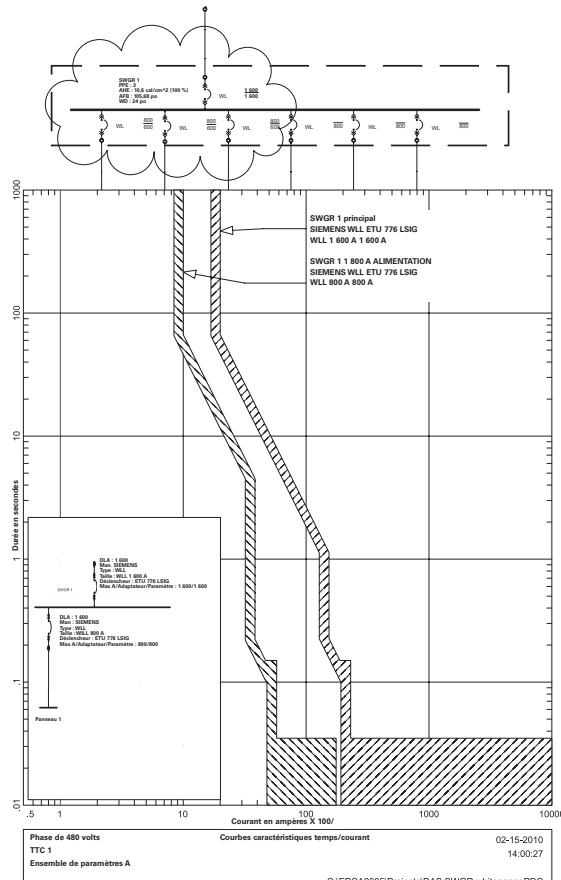 SWGR 1
PPE : 3
AHE : 10,6 cal/cm^2 (100 %)
AFB : 105,68 po
WD : 24 po
WL
1 600
1 600
WL
800
600
WL
800
600
WL
800
600
WL
800
WL
800
WL
800
1000
100
10
1
.1
.01
Durée en secondes
SWGR 1 principal
SIEMENS WLL ETU 776 LSIG
WLL 1 600 A 1 600 A
SWGR 1 1 800 A ALIMENTATION
SIEMENS WLL ETU 776 LSIG
WLL 800 A 800 A
DLA : 1 600
Man. SIEMENS
Type : WLL
Taille : WLL 1 600 A
Déclencheur : ETU 776 LSIG
Max A/Adaptateur/Paramètre : 1 600/1 600
SWGR 1
DLA : 1 600
Man : SIEMENS
Type : WLL
Taille : WILL 800 A
Déclencheur : ETU 776 LSIG
Max A/Adaptateur/Paramètre : 800/800
Panneau 1
.5 1 10 100 1000 10000
Courant en ampères X 100/
Phase de 480 volts
Courbes caractéristiques temps/courant
02-15-2010
TTC 1
14:00:27
Ensemble de paramètres A